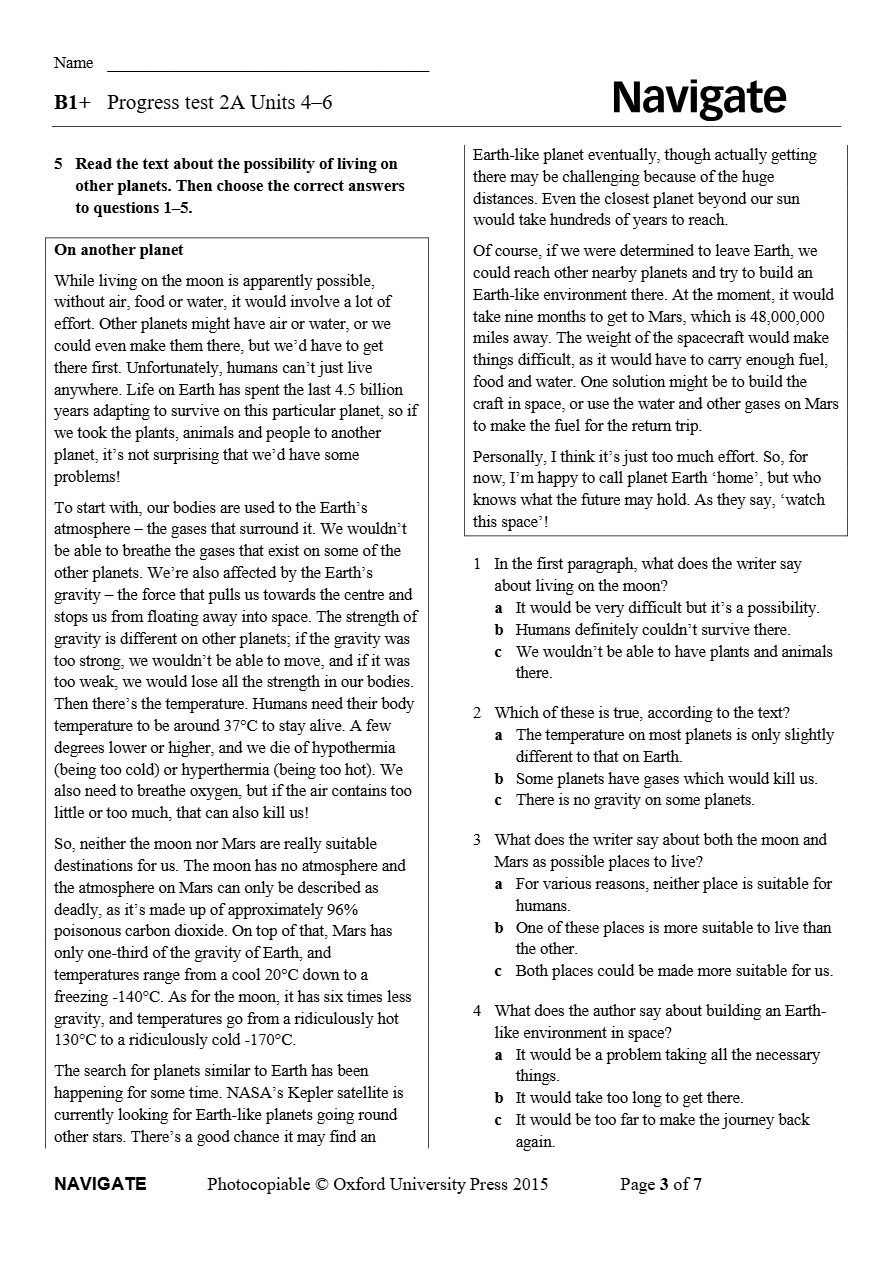 Name
B1+ Progress test 2A Units 4–6
Navigate
5 Read the text about the possibility of living on
other planets. Then choose the correct answers
to questions 1–5.
On another planet
While living on the moon is apparently possible,
without air, food or water, it would involve a lot of
effort. Other planets might have air or water, or we
could even make them there, but we’d have to get
there first. Unfortunately, humans can’t just live
anywhere. Life on Earth has spent the last 4.5 billion
years adapting to survive on this particular planet, so if
we took the plants, animals and people to another
planet, it’s not surprising that we’d have some
problems!
To start with, our bodies are used to the Earth’s
atmosphere – the gases that surround it. We wouldn’t
be able to breathe the gases that exist on some of the
other planets. We’re also affected by the Earth’s
gravity – the force that pulls us towards the centre and
stops us from floating away into space. The strength of
gravity is different on other planets; if the gravity was
too strong, we wouldn’t be able to move, and if it was
too weak, we would lose all the strength in our bodies.
Then there’s the temperature. Humans need their body
temperature to be around 37°C to stay alive. A few
degrees lower or higher, and we die of hypothermia
(being too cold) or hyperthermia (being too hot). We
also need to breathe oxygen, but if the air contains too
little or too much, that can also kill us!
So, neither the moon nor Mars are really suitable
destinations for us. The moon has no atmosphere and
the atmosphere on Mars can only be described as
deadly, as it’s made up of approximately 96%
poisonous carbon dioxide. On top of that, Mars has
only one-third of the gravity of Earth, and
temperatures range from a cool 20°C down to a
freezing -140°C. As for the moon, it has six times less
gravity, and temperatures go from a ridiculously hot
130°C to a ridiculously cold -170°C.
The search for planets similar to Earth has been
happening for some time. NASA’s Kepler satellite is
currently looking for Earth-like planets going round
other stars. There’s a good chance it may find an
Earth-like planet eventually, though actually getting
there may be challenging because of the huge
distances. Even the closest planet beyond our sun
would take hundreds of years to reach.
Of course, if we were determined to leave Earth, we
could reach other nearby planets and try to build an
Earth-like environment there. At the moment, it would
take nine months to get to Mars, which is 48,000,000
miles away. The weight of the spacecraft would make
things difficult, as it would have to carry enough fuel,
food and water. One solution might be to build the
craft in space, or use the water and other gases on Mars
to make the fuel for the return trip.
Personally, I think it’s just too much effort. So, for
now, I’m happy to call planet Earth ‘home’, but who
knows what the future may hold. As they say, ‘watch
this space’!
1 In the first paragraph, what does the writer say
about living on the moon?
a It would be very difficult but it’s a possibility.
b Humans definitely couldn’t survive there.
c We wouldn’t be able to have plants and animals
there.
2 Which of these is true, according to the text?
a The temperature on most planets is only slightly
different to that on Earth.
b Some planets have gases which would kill us.
c There is no gravity on some planets.
3 What does the writer say about both the moon and
Mars as possible places to live?
a For various reasons, neither place is suitable for
humans.
b One of these places is more suitable to live than
the other.
c Both places could be made more suitable for us.
4 What does the author say about building an Earth-
like environment in space?
a It would be a problem taking all the necessary
things.
b It would take too long to get there.
c It would be too far to make the journey back
again.
NAVIGATE Photocopiable © Oxford University Press 2015 Page 3 of 7